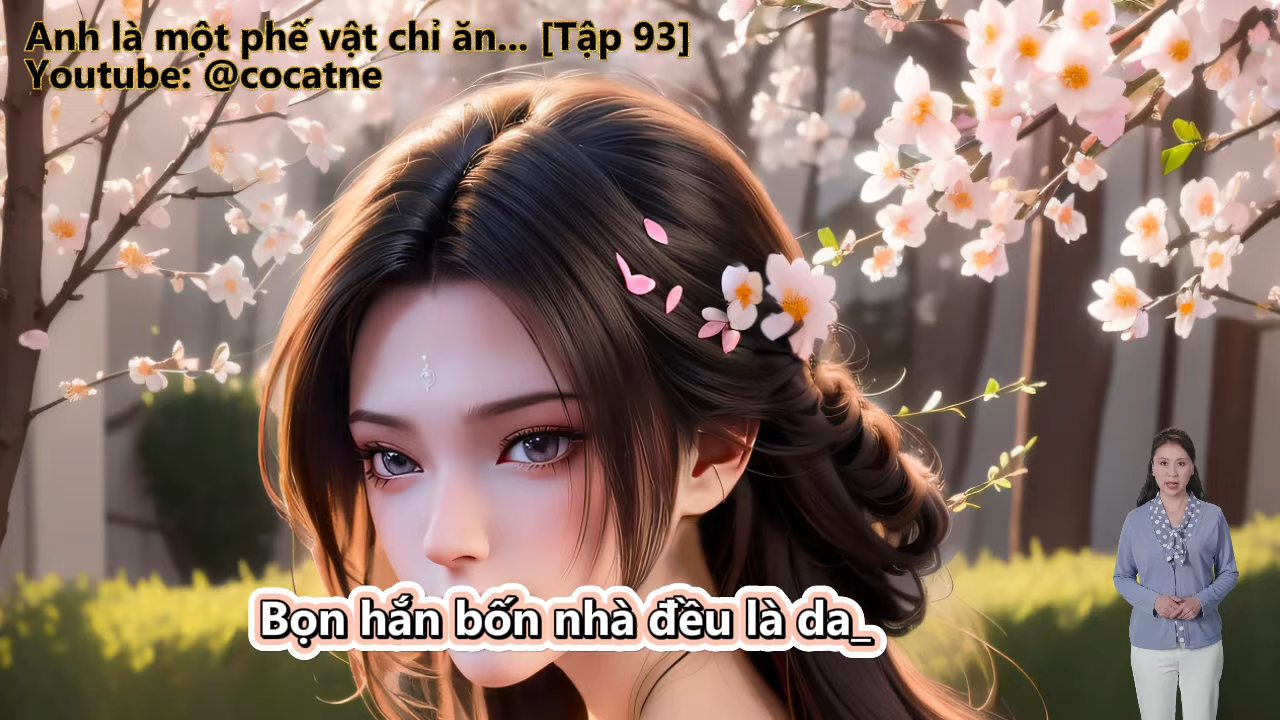 Anh là một phế vật chỉ ăn... [Tập 93]
Youtube: @cocatne
Bọn hắn bốn nhà đều là da_